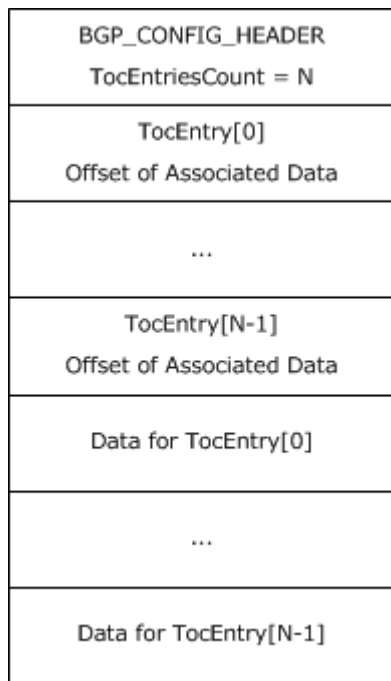 BGP_CONFIG_HEADER
TocEntriesCount = N
TocEntry[0]
Offset of Associated Data
...
TocEntry[N-1]
Offset of Associated Data
Data for TocEntry[0]
...
Data for TocEntry[N-1]